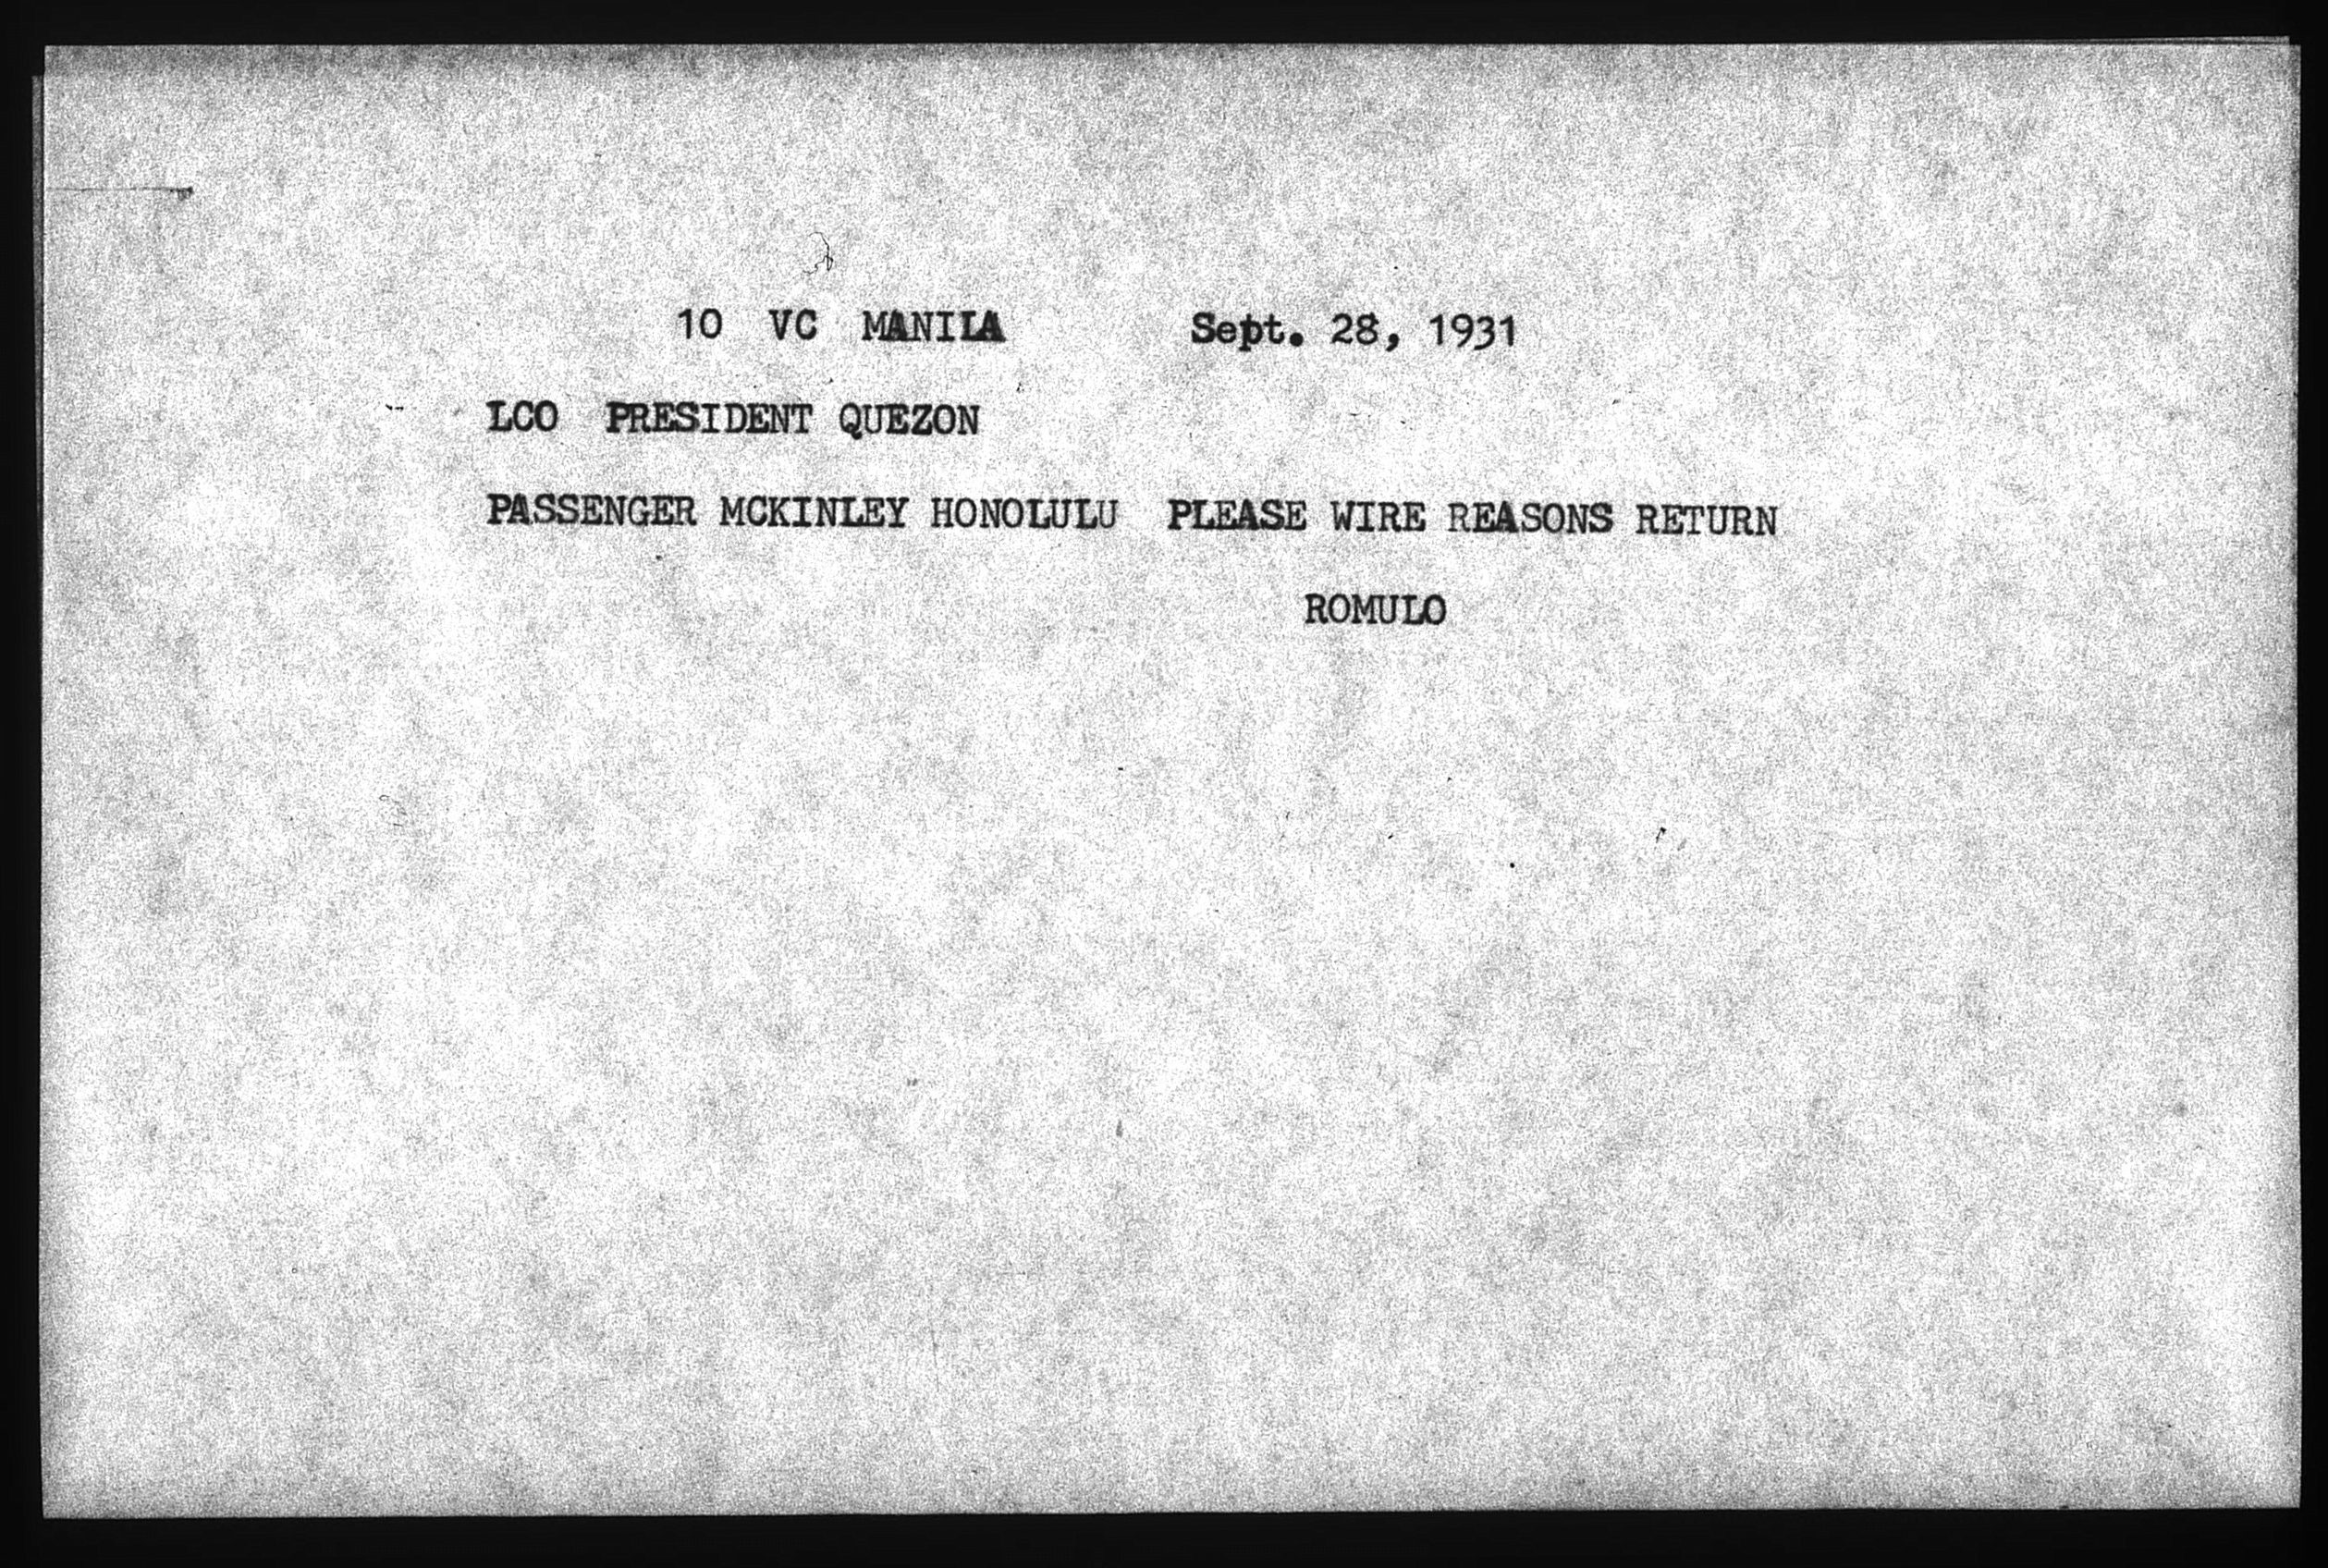 10 VC MANILA Sept. 28, 1931
LCO PRESIDENT QUEZON
PASSENGER MCKINLEY HONOLULU PLEASE WIRE REASONS RETURN
ROMULO